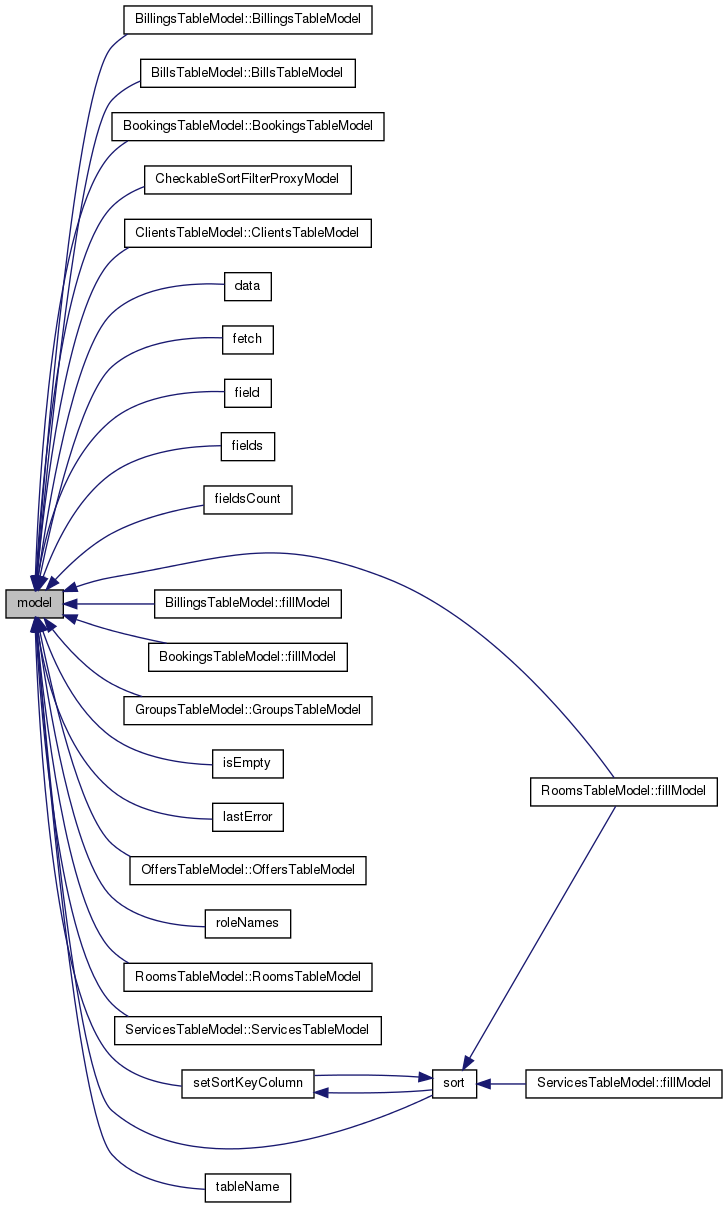 BillingsTableModel::BillingsTableModel
BillsTableModel::BillsTableModel
BookingsTableModel::BookingsTableModel
CheckableSortFilterProxyModel
ClientsTableModel::ClientsTableModel
data
fetch
field
fields
fieldsCount
model
BillingsTableModel::fillModel
BookingsTableModel::fillModel
GroupsTableModel::GroupsTableModel
isEmpty
RoomsTableModel::fillModel
lastError
OffersTableModel::OffersTableModel
roleNames
RoomsTableModel::RoomsTableModel
ServicesTableModel::ServicesTableModel
setSortKeyColumn
sort
ServicesTableModel::fillModel
tableName